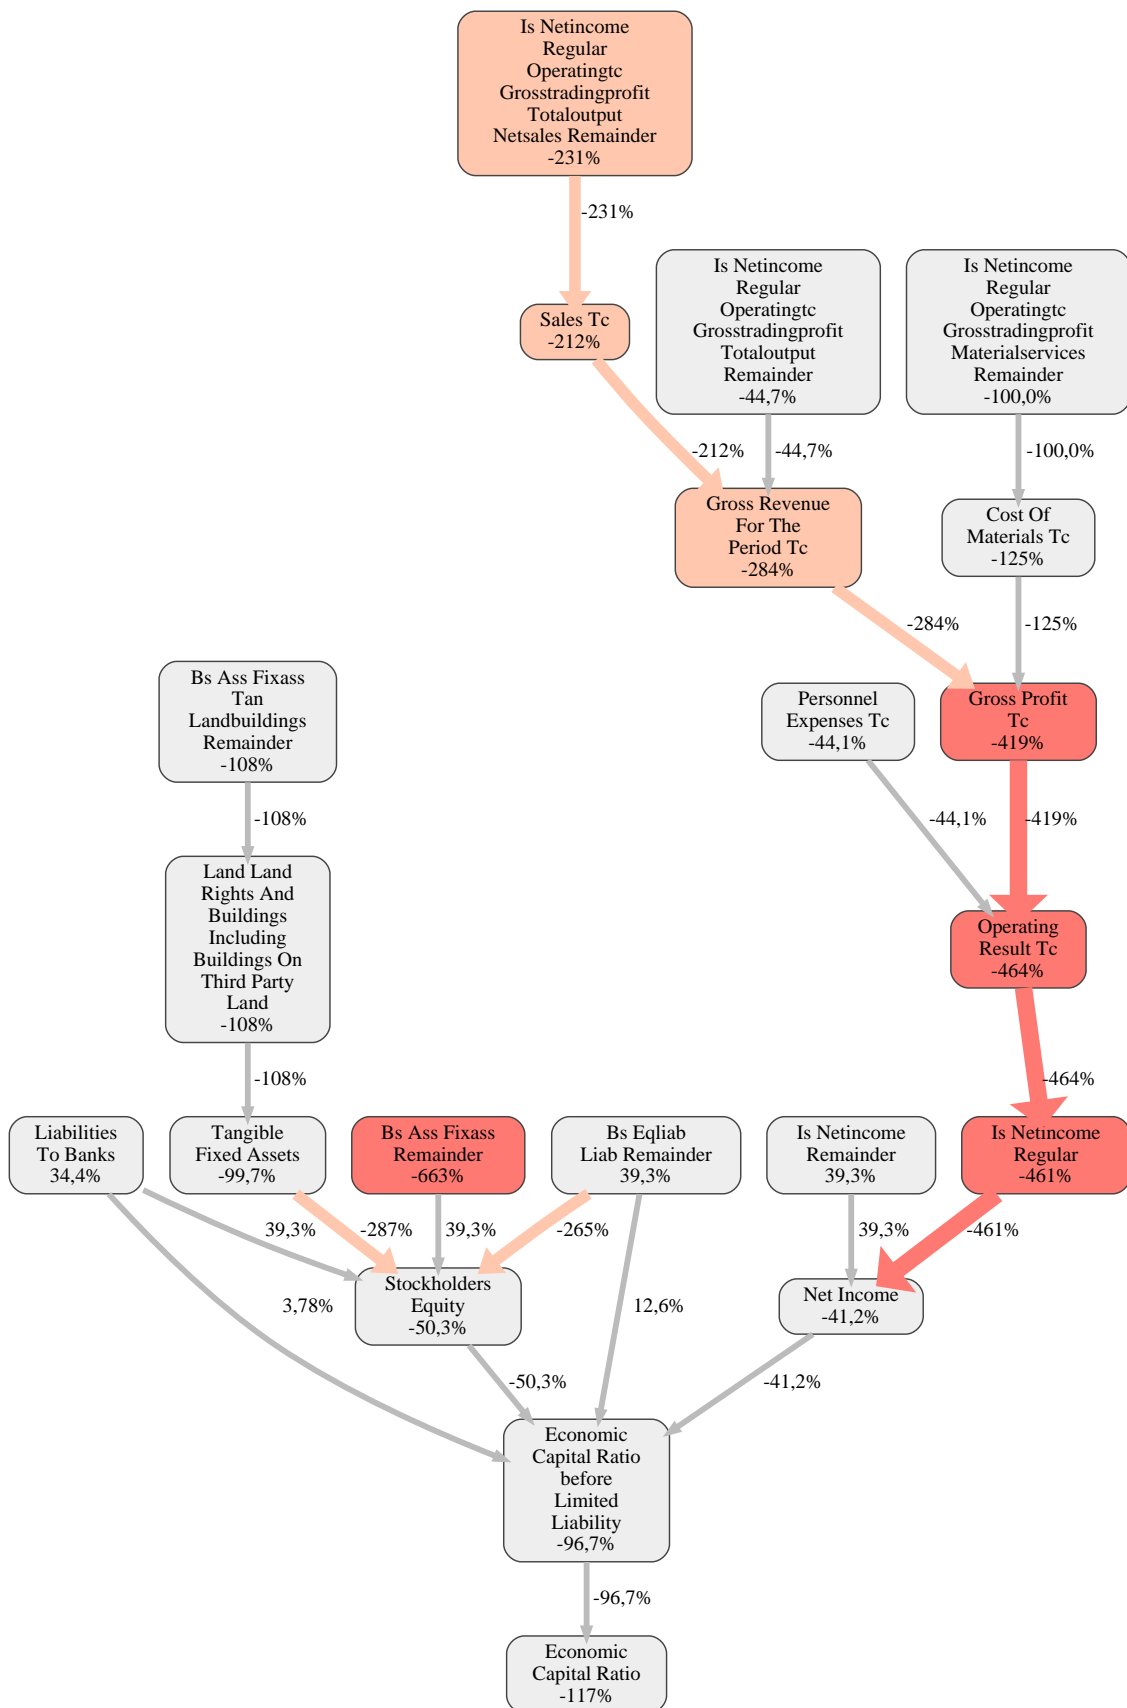 Is Netincome
Regular
Operatingtc
Grosstradingprofit
Totaloutput
Netsales Remainder
-231%
-231%
Is Netincome
Regular
Operatingtc
Grosstradingprofit
Totaloutput
Remainder
-44,7%
Is Netincome
Regular
Operatingtc
Grosstradingprofit
Materialservices
Remainder
-100,0%
Sales Tc
-212%
-212%
-44,7%
-100,0%
Gross Revenue
For The
Period Tc
-284%
Cost Of
Materials Tc
-125%
-284%
-125%
Bs Ass Fixass
Tan
Landbuildings
Remainder
-108%
Personnel
Expenses Tc
-44,1%
Gross Profit
Tc
-419%
-108%
-44,1%
-419%
Land Land
Rights And
Buildings
Including
Buildings On
Third Party
Land
-108%
Operating
Result Tc
-464%
-108%
-464%
Liabilities
To Banks
34,4%
Tangible
Fixed Assets
-99,7%
Bs Ass Fixass
Remainder
-663%
Bs Eqliab
Liab Remainder
39,3%
Is Netincome
Remainder
39,3%
Is Netincome
Regular
-461%
39,3%
-287%
39,3%
-265%
39,3%
-461%
Stockholders
Equity
-50,3%
Net Income
-41,2%
3,78%
12,6%
-50,3%
-41,2%
Economic
Capital Ratio
before
Limited
Liability
-96,7%
-96,7%
Economic
Capital Ratio
-117%